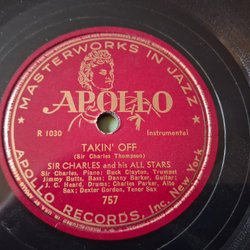 MASTERWORKS IN JAZZ
APOLLO
R 1030
Instrumental
TAKIN' OFF
(Sir Charles Thompson)
SIR CHARLES and his ALL STARS
Sir Charles, Piano; Buck Clayton, Trumpet
Jimmy Butts, Bass; Danny Barker, Guitar;
J. C. Heard, Drums; Charles Parker, Alto
Sax; Dexter Gordon, Tenor Sax
757
APOLLO RECORDS, Inc. New York